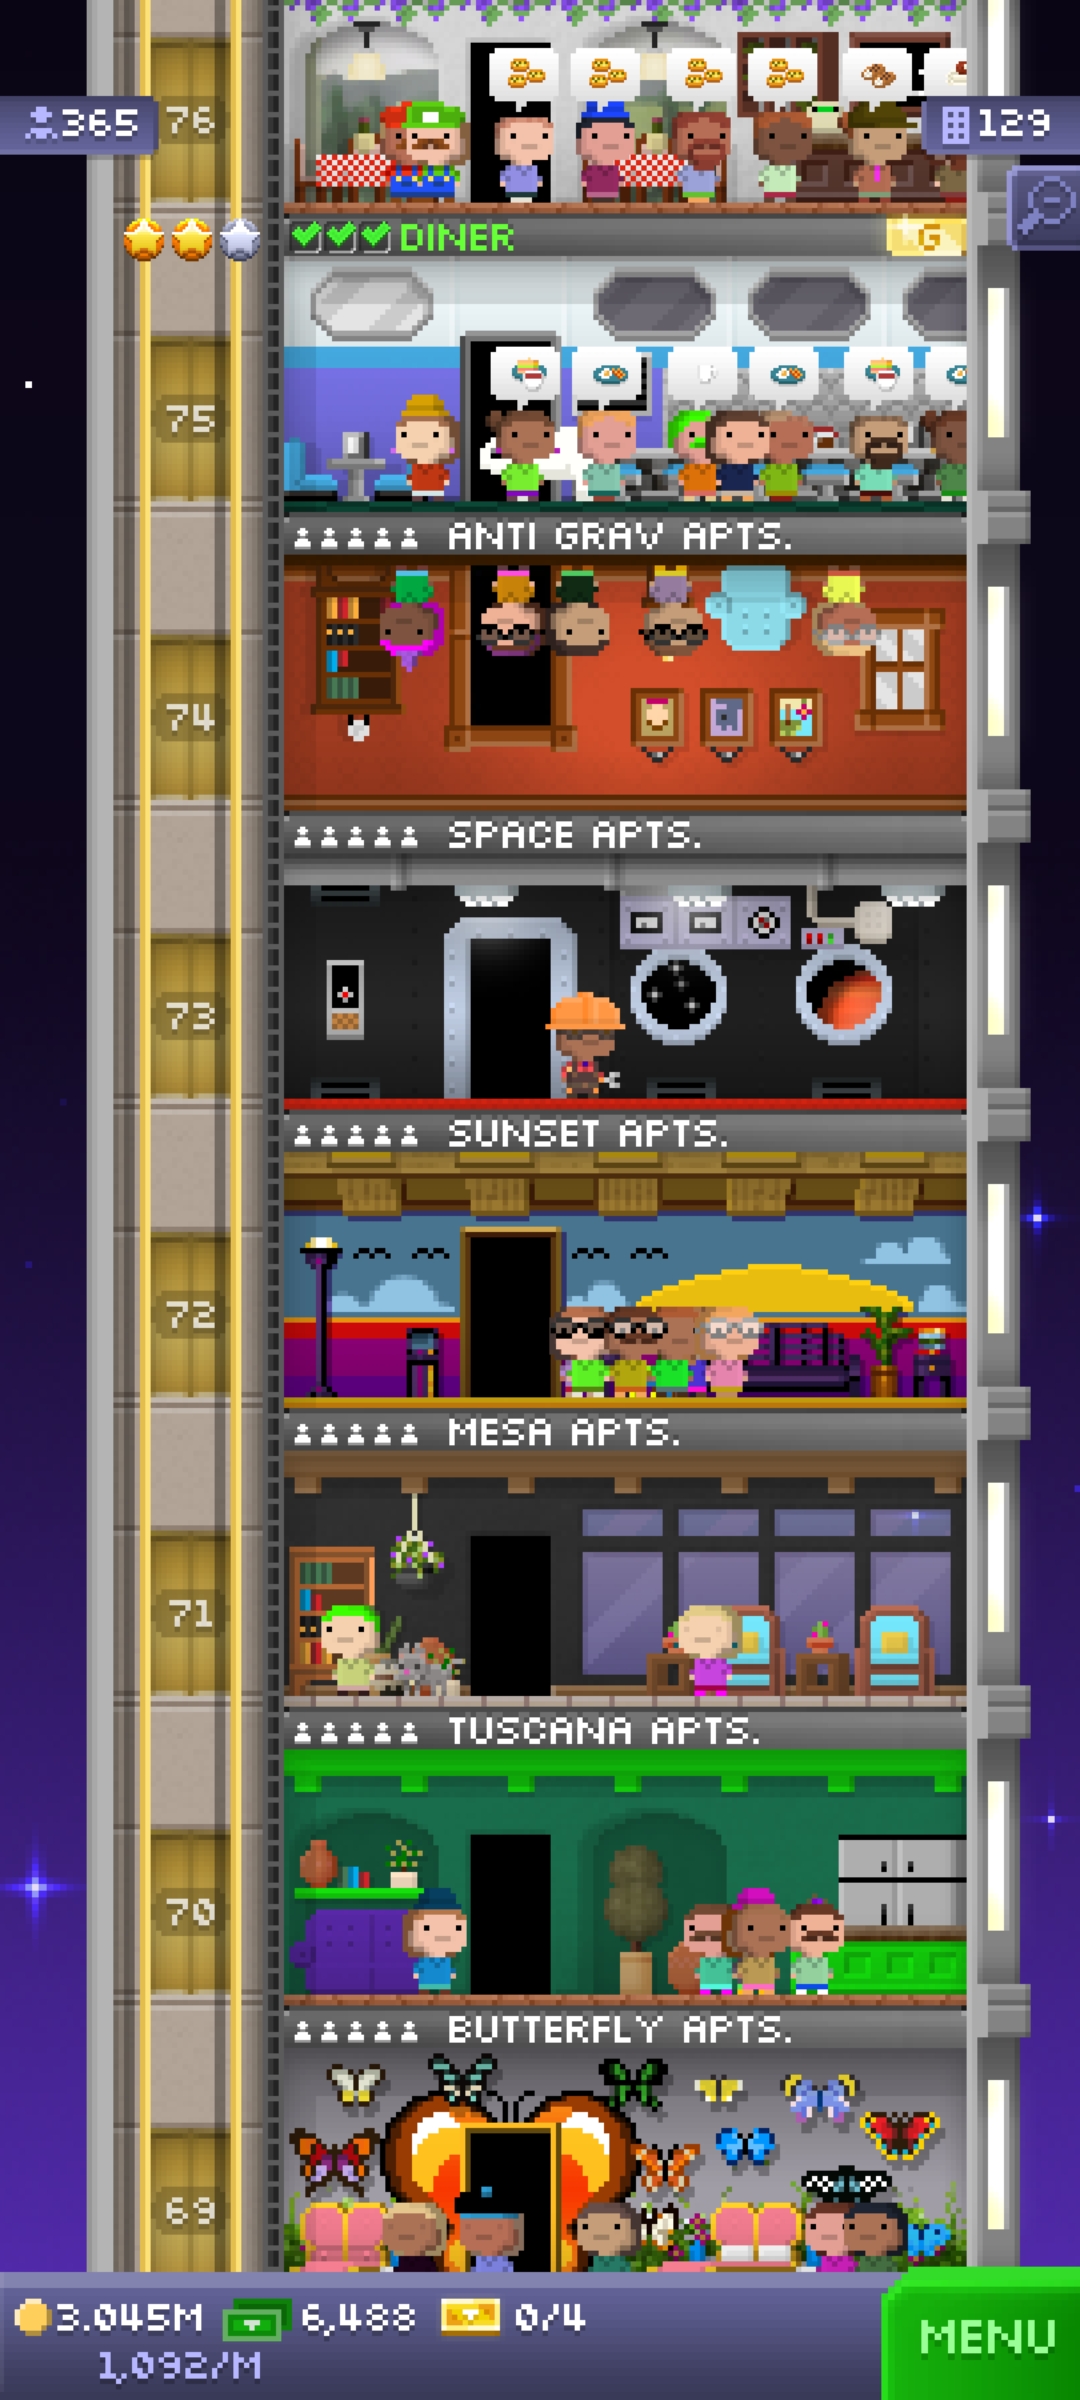 76
365
129
DINER
G
75
ANTI GRAV APTS.
74
SPACE APTS.
73
SUNSET APTS.
72
MESA APTS.
71
TUSCANA APTS.
70
BUTTERFLY APTS.
69
3.045M 6,488 0/4
1,092/M
MENU